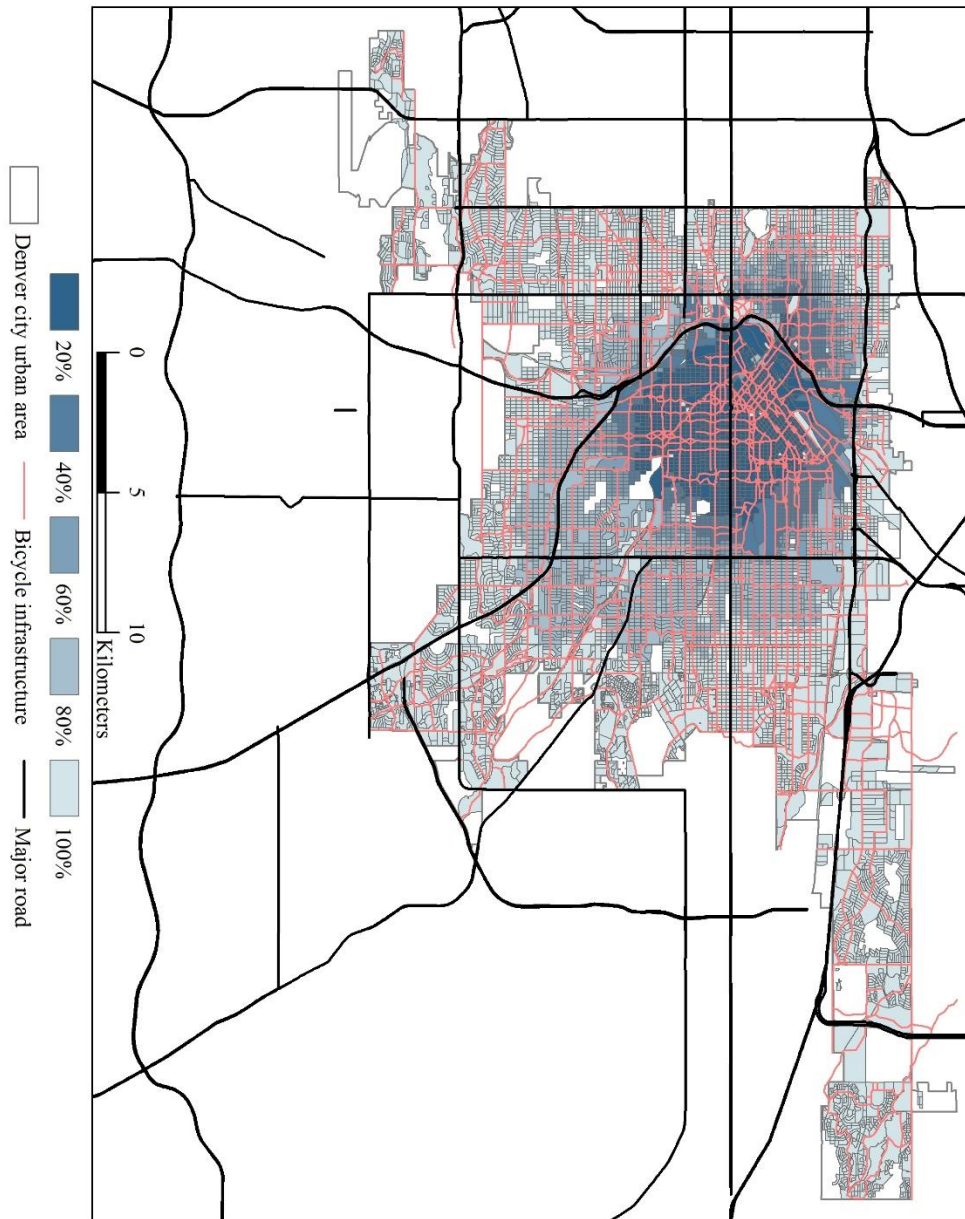 0 5 10
Kilometers
20% 40% 60% 80% 100%
Denver city urban area Bicycle infrastructure Major road